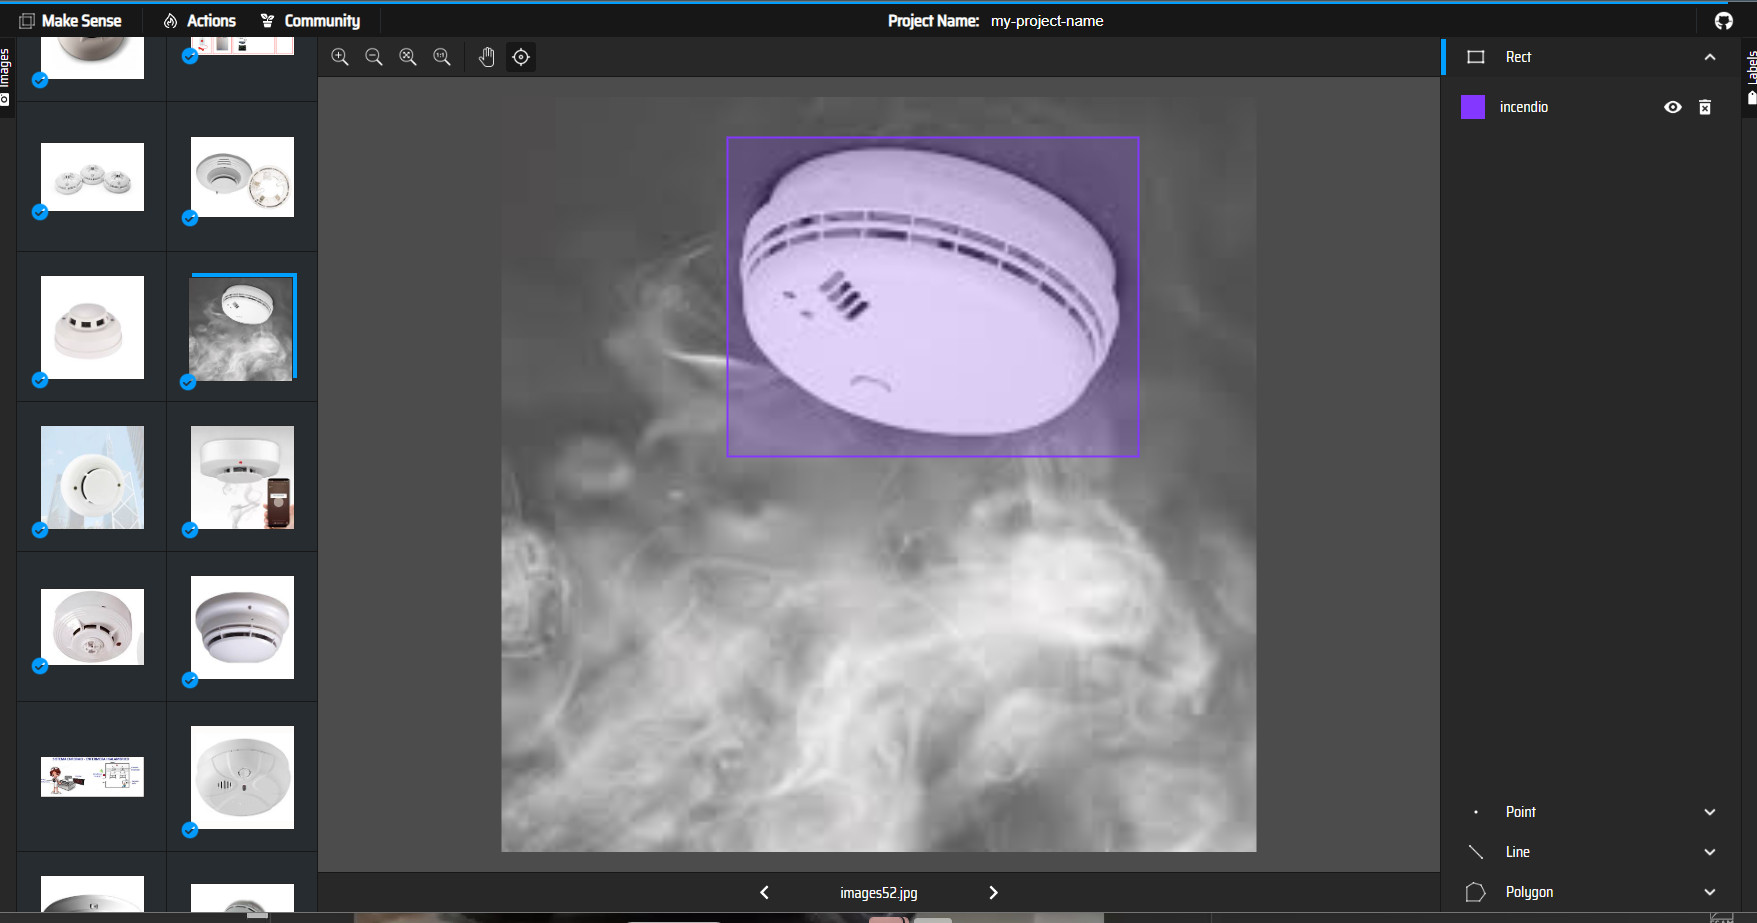 Make Sense
Actions
Community
Project Name: my-project-name
Images
Labels
Rect
incendio
Point
Line
Polygon
images52.jpg